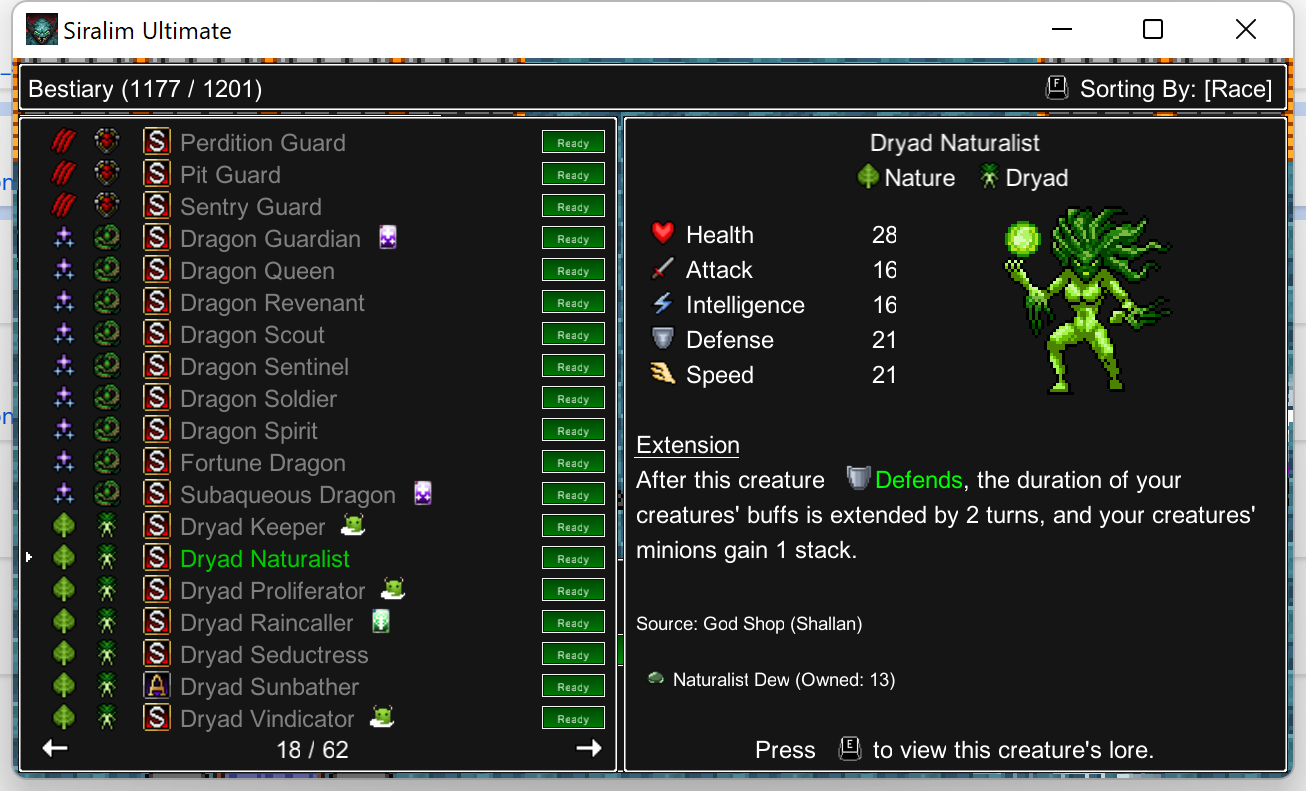 Siralim Ultimate
Bestiary (1177 / 1201)
F Sorting By: [Race]
S Perdition Guard Ready
S Pit Guard Ready
S Sentry Guard Ready
S Dragon Guardian Ready
S Dragon Queen Ready
S Dragon Revenant Ready
S Dragon Scout Ready
S Dragon Sentinel Ready
S Dragon Soldier Ready
S Dragon Spirit Ready
S Fortune Dragon Ready
S Subaqueous Dragon Ready
S Dryad Keeper Ready
S Dryad Naturalist Ready
S Dryad Proliferator Ready
S Dryad Raincaller Ready
S Dryad Seductress Ready
A Dryad Sunbather Ready
S Dryad Vindicator Ready
18 / 62
Dryad Naturalist
Nature Dryad
Health 28
Attack 16
Intelligence 16
Defense 21
Speed 21
Extension
After this creature Defends, the duration of your
creatures' buffs is extended by 2 turns, and your creatures'
minions gain 1 stack.
Source: God Shop (Shallan)
Naturalist Dew (Owned: 13)
Press E to view this creature's lore.